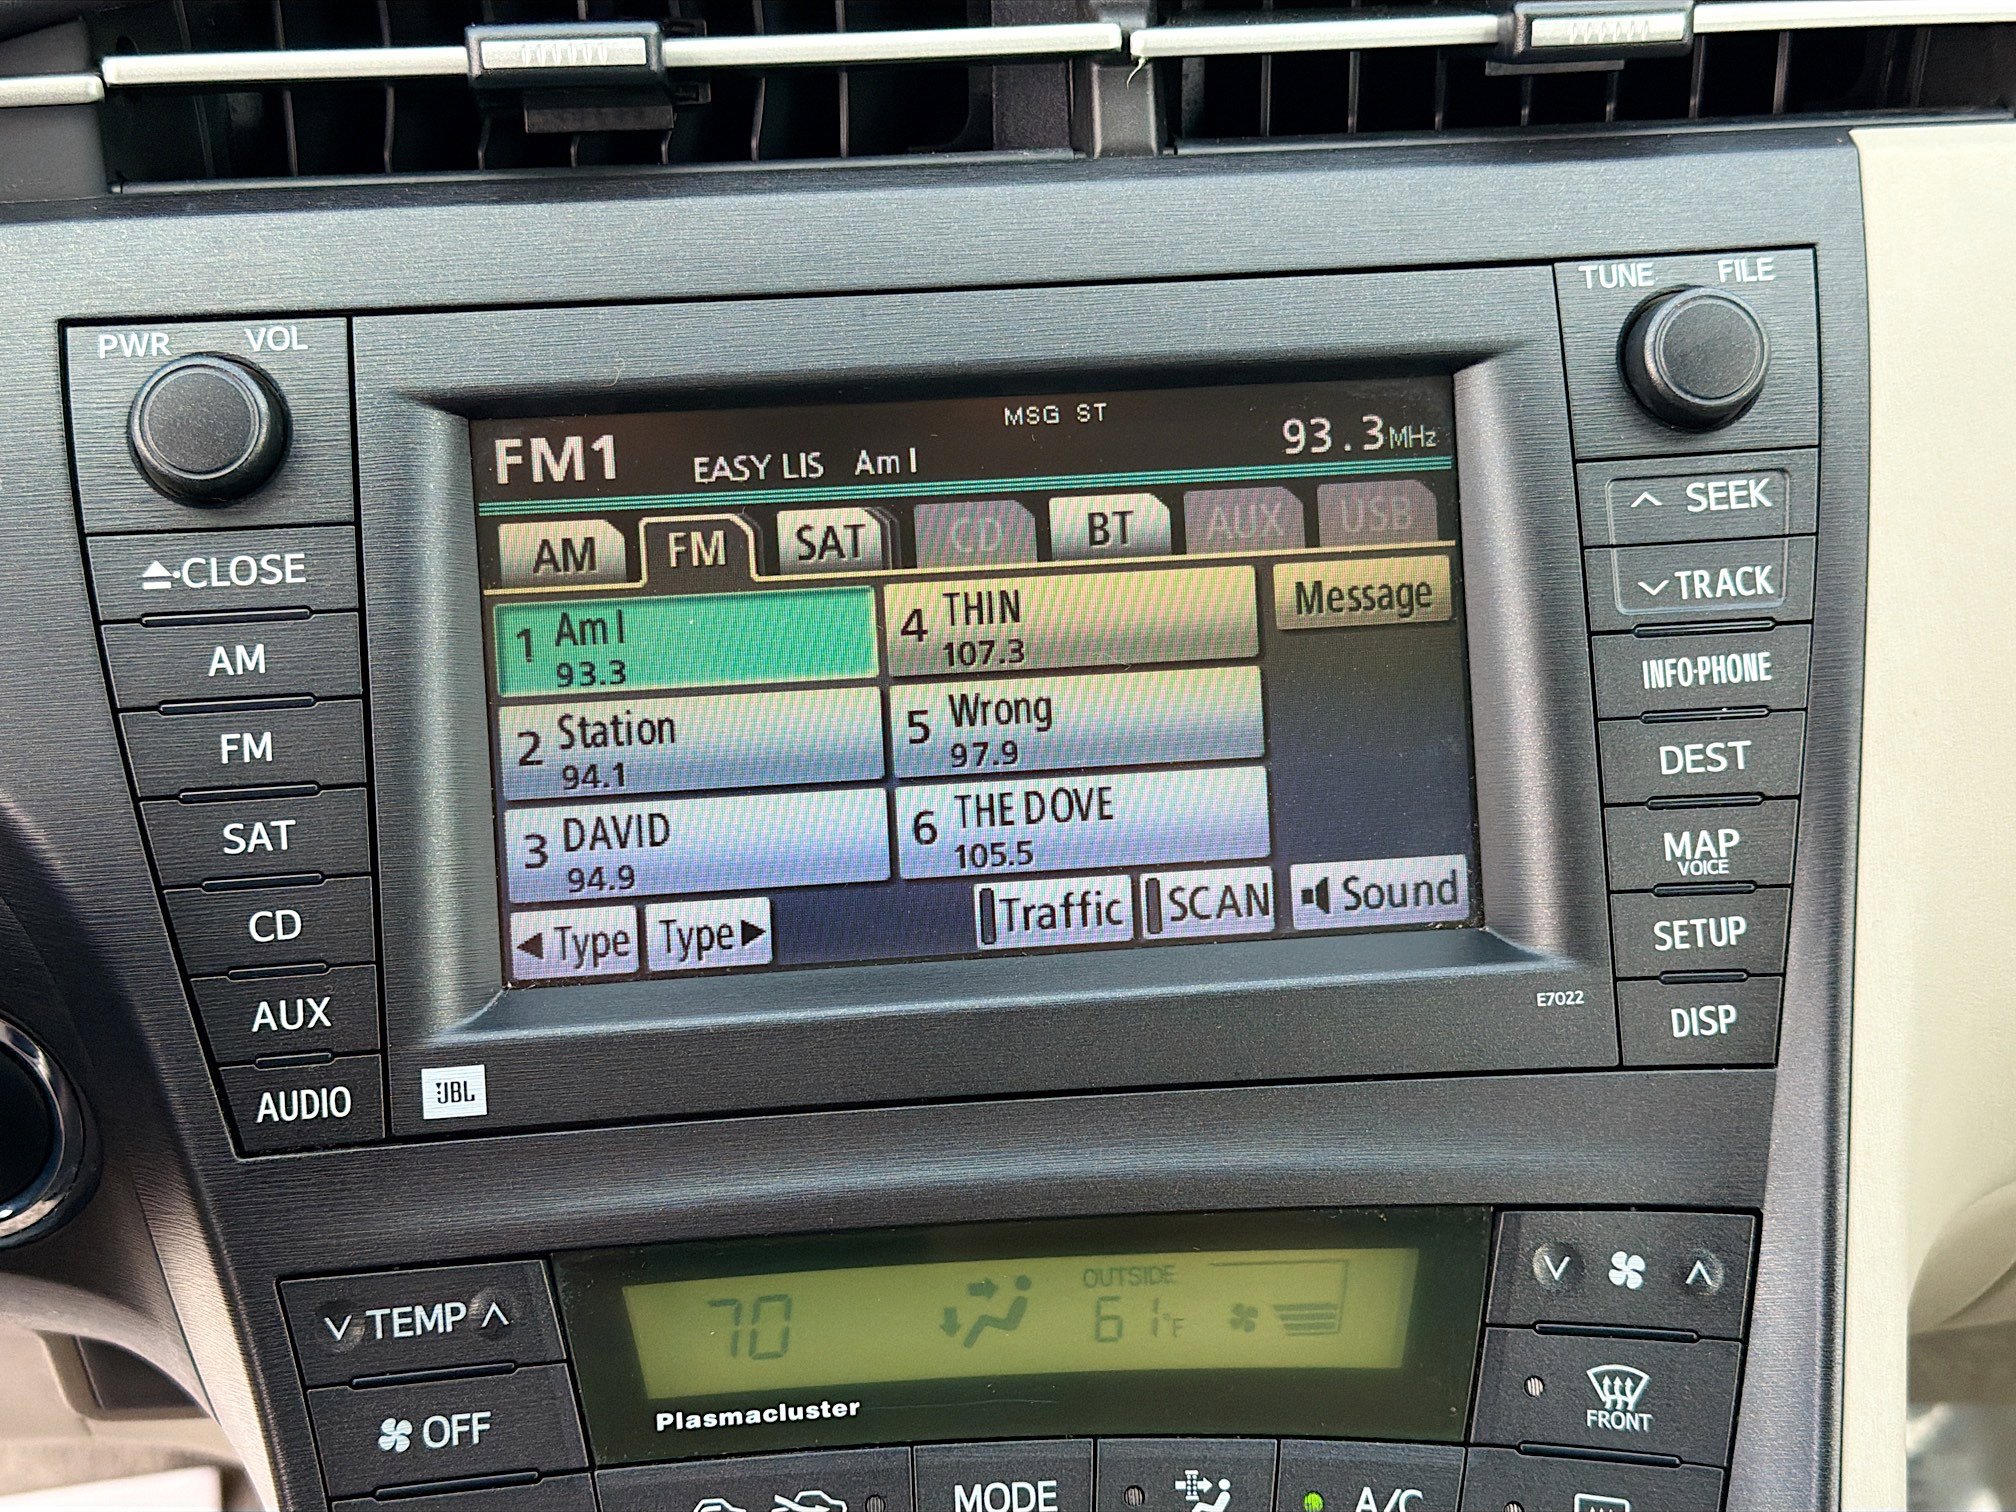 PWR VOL
TUNE FILE
MSG ST
FM1 EASY LIS Am I 93.3MHz
AM FM SAT CD BT AUX USB
1 Am I
93.3
4 THIN
107.3
Message
2 Station
94.1
5 Wrong
97.9
3 DAVID
94.9
6 THE DOVE
105.5
◄Type Type► Traffic SCAN Sound
CLOSE
AM
FM
SAT
CD
AUX
AUDIO
SEEK
TRACK
INFO·PHONE
DEST
MAP
VOICE
SETUP
DISP
E7022
JBL
TEMP
70
OUTSIDE
61°F
OFF
Plasmacluster
FRONT
MODE
A/C